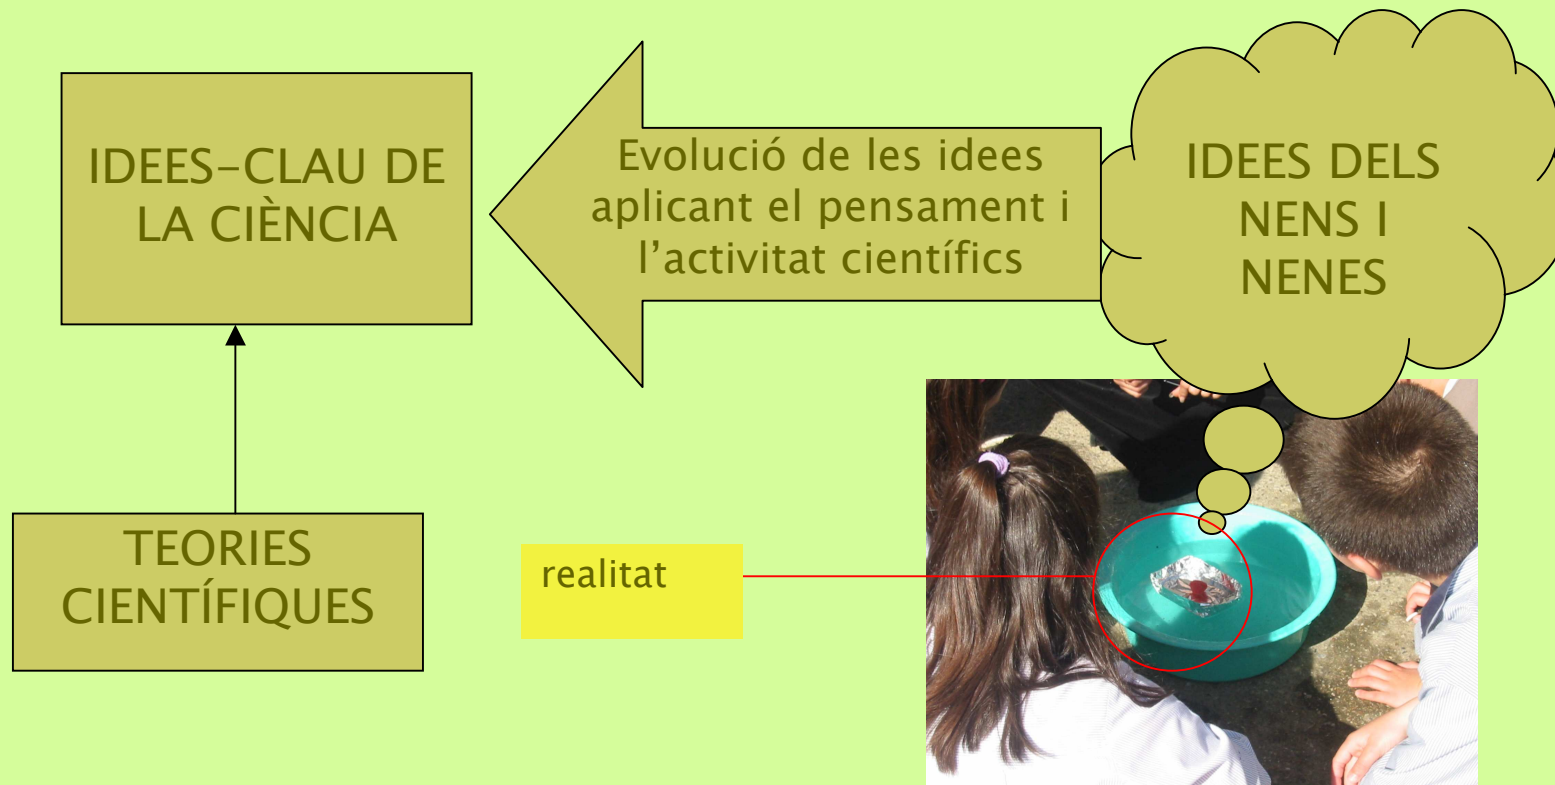 IDEES-CLAU DE
LA CIÈNCIA
Evolució de les idees
aplicant el pensament i
l’activitat científics
IDEES DELS
NENS I
NENES
TEORIES
CIENTÍFIQUES
realitat